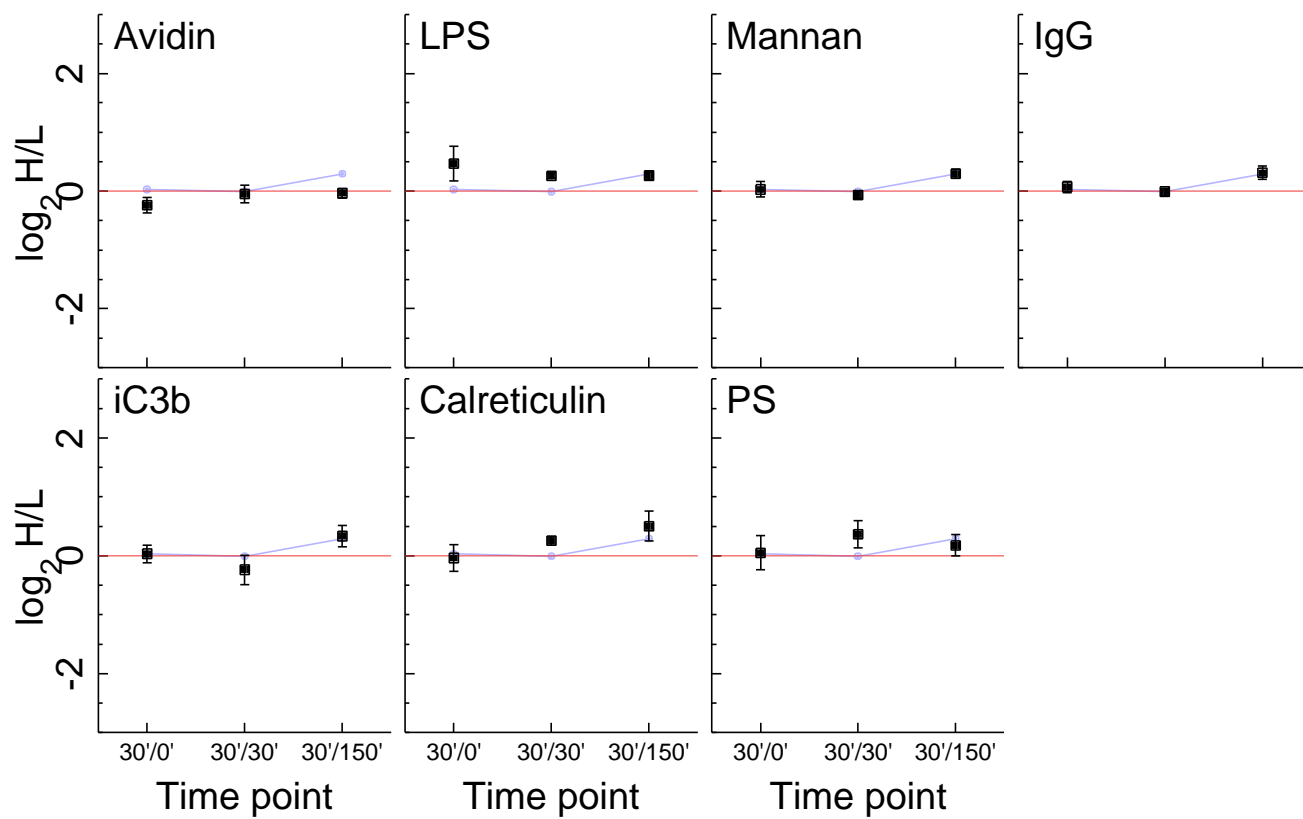 Avidin LPS Mannan IgG
2
0
-2
log2 H/L
iC3b Calreticulin PS
2
0
-2
log2 H/L
30'/0' 30'/30' 30'/150' 30'/0' 30'/30' 30'/150' 30'/0' 30'/30' 30'/150'
Time point Time point Time point